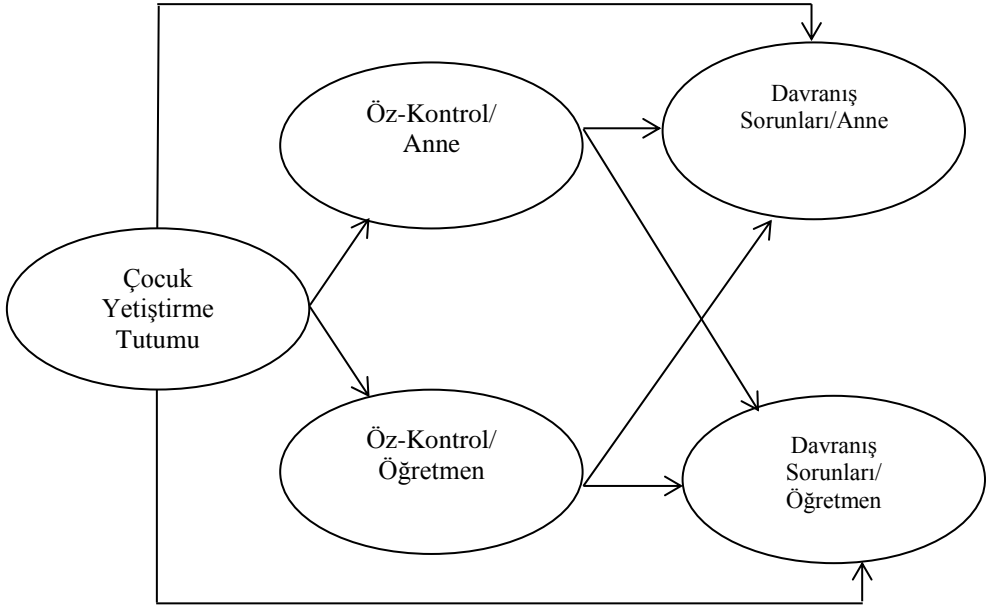 Öz-Kontrol/
Anne
Davranış
Sorunları/Anne
Çocuk
Yetiştirme
Tutumu
Öz-Kontrol/
Öğretmen
Davranış
Sorunları/
Öğretmen